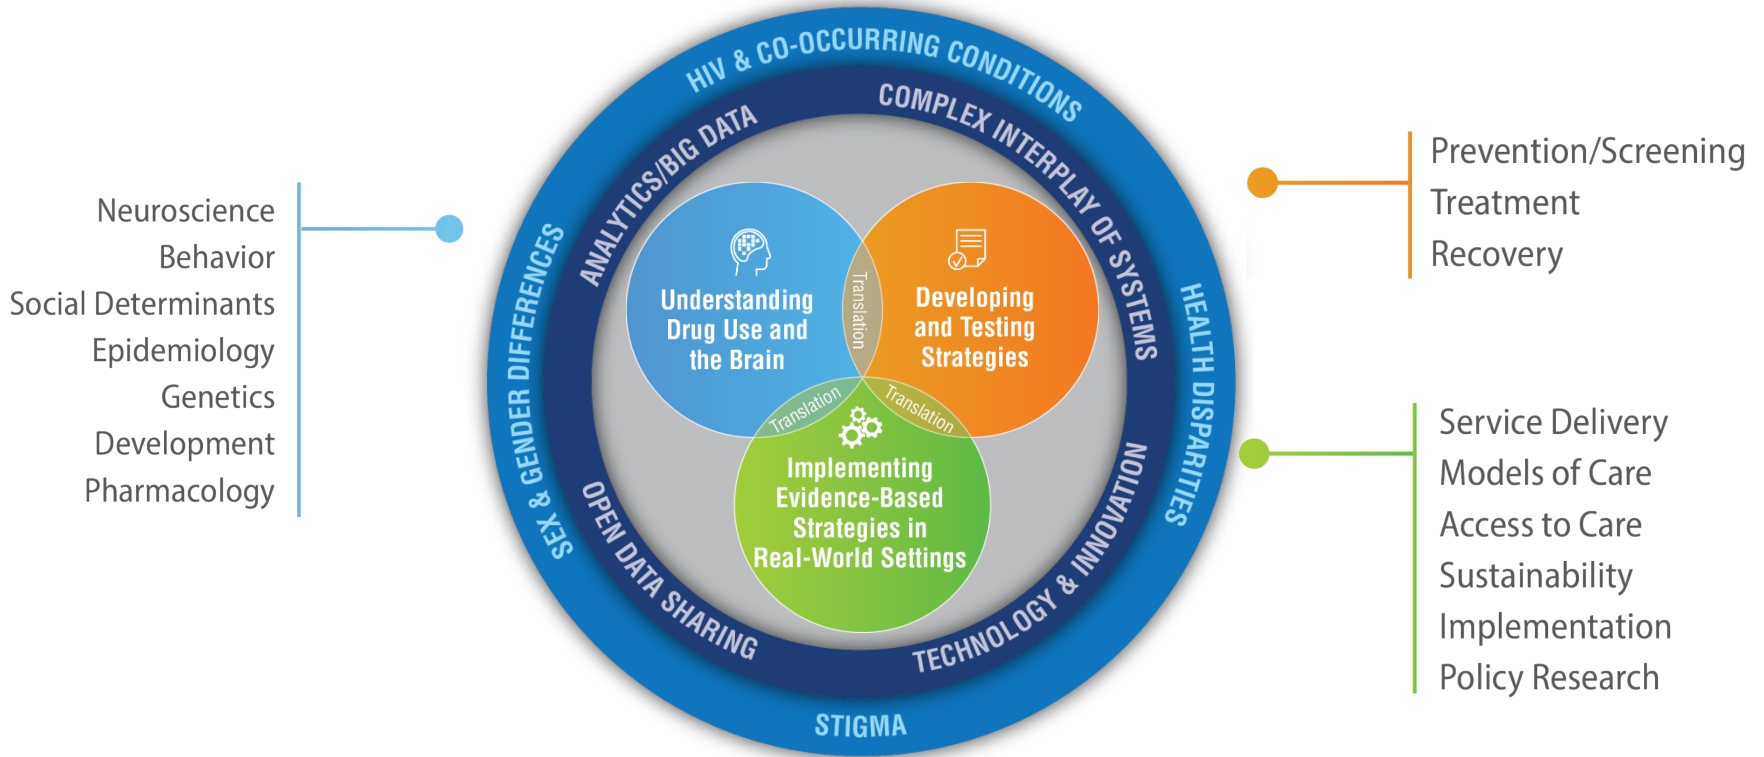 HIV & CO-OCCURRING CONDITIONS
ANALYTICS/BIG DATA
COMPLEX INTERPLAY OF SYSTEMS
SEX & GENDER DIFFERENCES
HEALTH DISPARITIES
OPEN DATA SHARING
TECHNOLOGY & INNOVATION
STIGMA
Neuroscience
Behavior
Social Determinants
Epidemiology
Genetics
Development
Pharmacology
Understanding
Drug Use and
the Brain
Translation
Developing
and Testing
Strategies
Translation
Translation
Implementing
Evidence-Based
Strategies in
Real-World Settings
Prevention/Screening
Treatment
Recovery
Service Delivery
Models of Care
Access to Care
Sustainability
Implementation
Policy Research